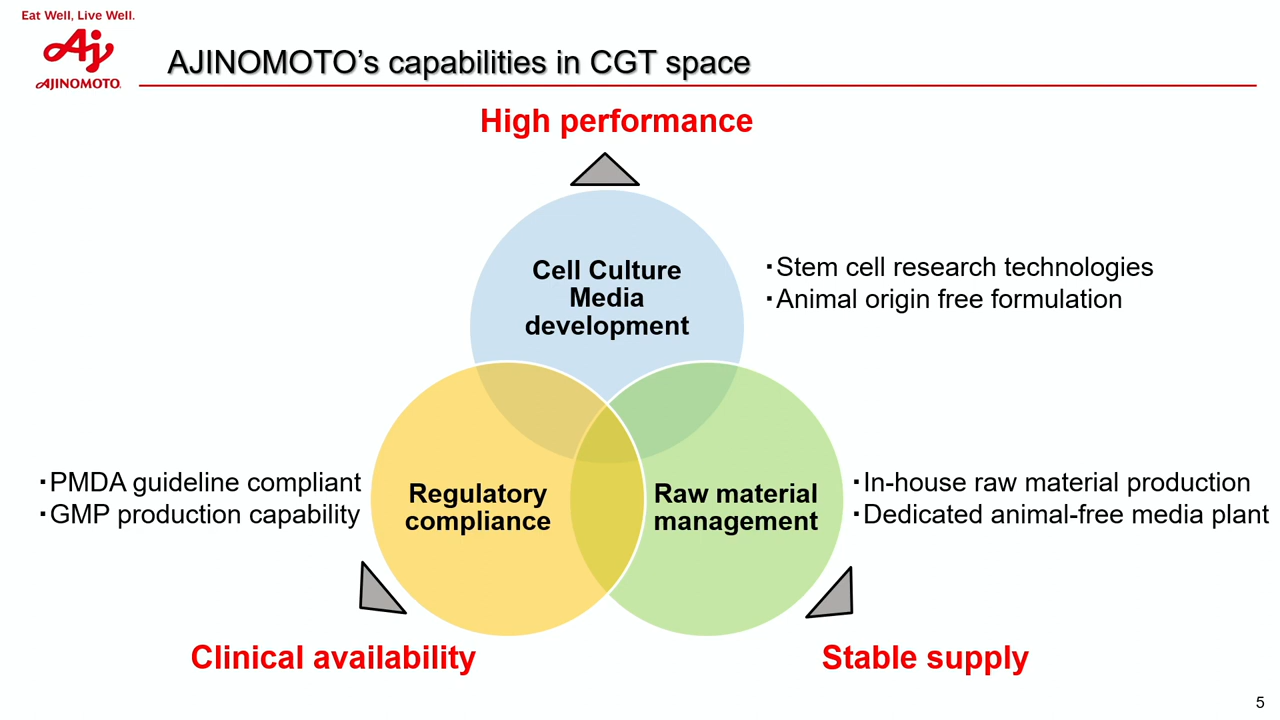 Eat Well, Live Well.
AJINOMOTO.
AJINOMOTO's capabilities in CGT space
High performance
Cell Culture
Media
development
・Stem cell research technologies
・Animal origin free formulation
・PMDA guideline compliant
・GMP production capability
Regulatory
compliance
Raw material
management
・In-house raw material production
・Dedicated animal-free media plant
Clinical availability
Stable supply
5